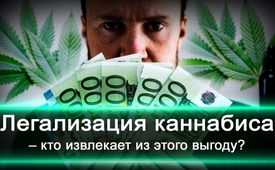 Легализация каннабиса
– кто извлекает из этого выгоду?